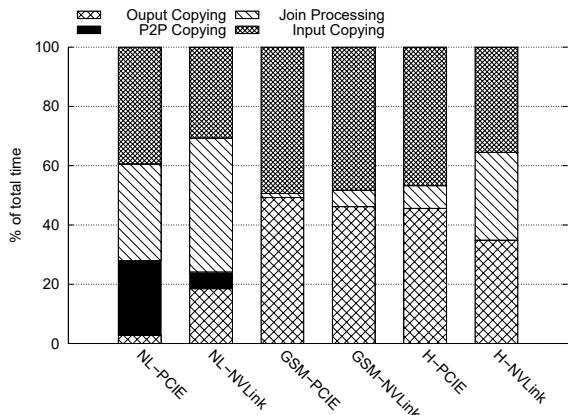 Ouput Copying
P2P Copying
Join Processing
Input Copying
100
80
60
40
20
0
% of total time
NL-PCIE
NL-NVLink
GSM-PCIE
GSM-NVLink
H-PCIE
H-NVLink